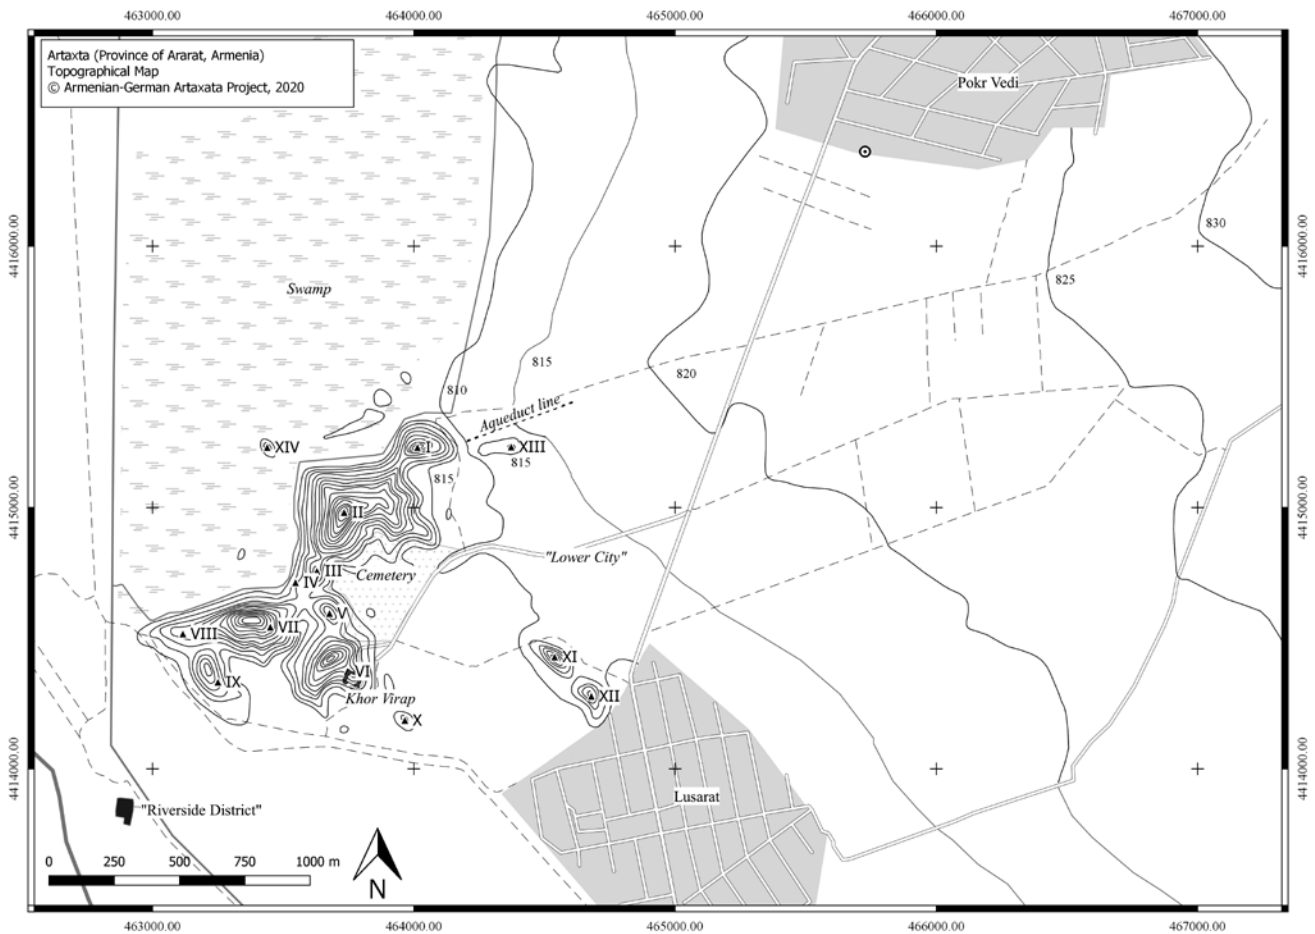 463000.00 464000.00 465000.00 466000.00 467000.00
Artaxta (Province of Ararat, Armenia)
Topographical Map
© Armenian-German Artaxata Project, 2020
Pokr Vedi
4416000.00
830
4416000.00
825
Swamp
815
820
810
Aqueduct line
XIV
I
XIII
815
815
4415000.00
II
4415000.00
"Lower City"
III
Cemetery
IV
V
VII
VIII
XI
VI
IX
XII
Khor Virap
X
4414000.00
4414000.00
Lusarat
"Riverside District"
0 250 500 750 1000 m
N
463000.00 464000.00 465000.00 466000.00 467000.00